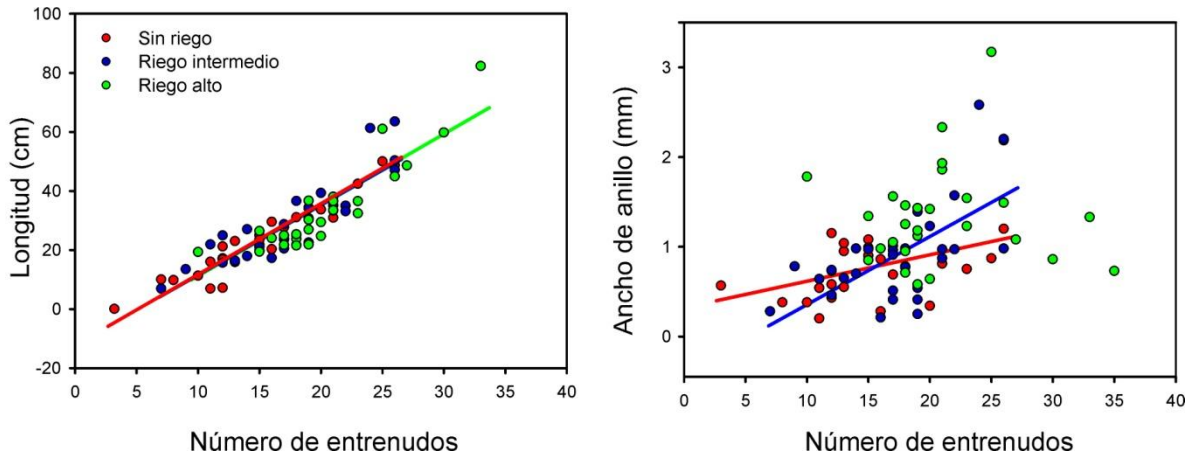 100
80
60
40
20
0
-20
Longitud (cm)
Sin riego
Riego intermedio
Riego alto
0 5 10 15 20 25 30 35 40
Número de entrenudos
3
2
1
0
Ancho de anillo (mm)
0 5 10 15 20 25 30 35 40
Número de entrenudos